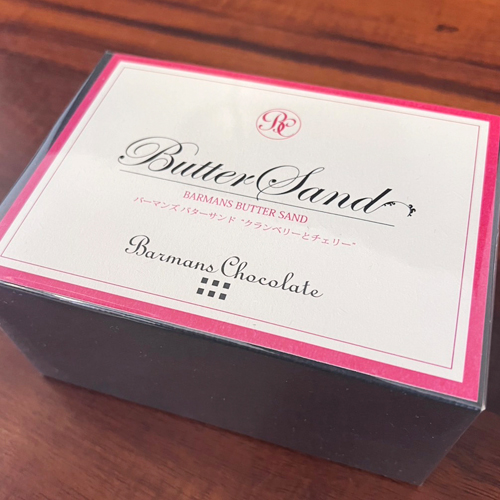 BC
Butter Sand
BARMANS BUTTER SAND
バーマンズ バターサンド "クランベリーとチェリー"
Barmans Chocolate